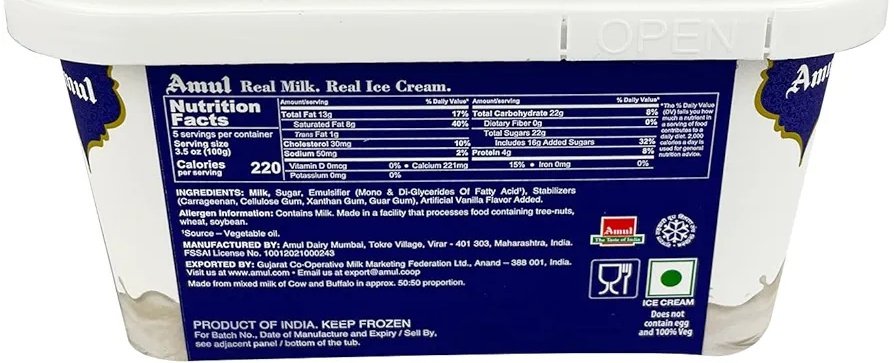 OPEN
Amul Real Milk. Real Ice Cream.
Nutrition Facts
5 servings per container
Serving size
3.5 oz (100g)
Calories
per serving 220
Amount/serving % Daily Value*
Total Fat 13g 17%
Saturated Fat 8g 40%
Trans Fat 1g
Cholesterol 30mg 10%
Sodium 50mg 2%
Amount/serving % Daily Value*
Total Carbohydrate 22g 8%
Dietary Fiber 0g 0%
Total Sugars 22g
Includes 16g Added Sugars 32%
Protein 4g 8%
Vitamin D 0mcg 0% • Calcium 221mg 15% • Iron 0mg 0%
Potassium 0mg 0%
*The % Daily Value
(DV) tells you how
much a nutrient in
a serving of food
contributes to a
daily diet. 2,000
calories a day is
used for general
nutrition advice.
INGREDIENTS: Milk, Sugar, Emulsifier (Mono & Di-Glycerides Of Fatty Acid¹), Stabilizers
(Carrageenan, Cellulose Gum, Xanthan Gum, Guar Gum), Artificial Vanilla Flavor Added.
Allergen Information: Contains Milk. Made in a facility that processes food containing tree-nuts,
wheat, soybean.
¹Source – Vegetable oil.
MANUFACTURED BY: Amul Dairy Mumbai, Tokre Village, Virar - 401 303, Maharashtra, India.
FSSAI License No. 10012021000243
EXPORTED BY: Gujarat Co-Operative Milk Marketing Federation Ltd., Anand – 388 001, India.
Visit us at www.amul.com • Email us at export@amul.coop
Made from mixed milk of Cow and Buffalo in approx. 50:50 proportion.
PRODUCT OF INDIA. KEEP FROZEN
For Batch No., Date of Manufacture and Expiry / Sell By,
see adjacent panel / bottom of the tub.
Amul
The Taste of India
ICE CREAM
Does not
contain egg
and 100% Veg
mul
Amu